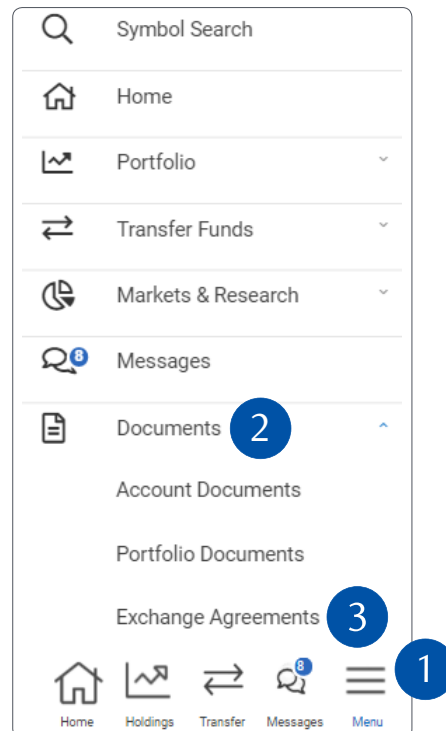 Symbol Search
Home
Portfolio
Transfer Funds
Markets & Research
8
Messages
Documents 2
Account Documents
Portfolio Documents
Exchange Agreements 3
8
1
Home Holdings Transfer Messages Menu